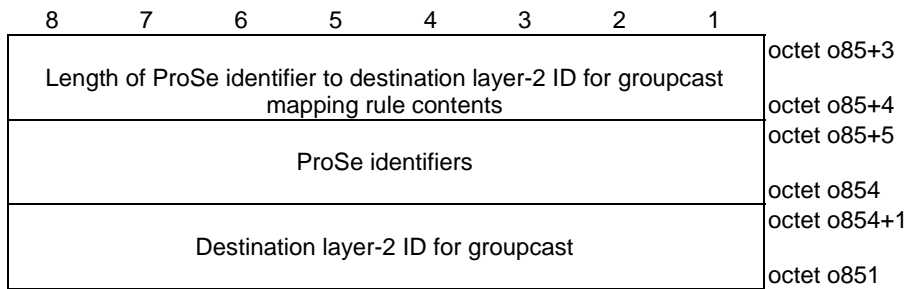 8 7 6 5 4 3 2 1
octet o85+3
Length of ProSe identifier to destination layer-2 ID for groupcast
mapping rule contents
octet o85+4
octet o85+5
ProSe identifiers
octet o854
octet o854+1
Destination layer-2 ID for groupcast
octet o851